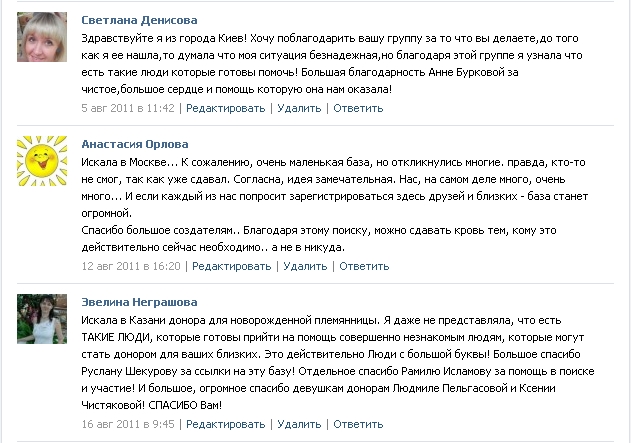 Светлана Денисова
Здравствуйте я из города Киев! Хочу поблагодарить вашу группу за то что вы делаете,до того
как я ее нашла,то думала что моя ситуация безнадежная,но благодаря этой группе я узнала что
есть такие люди которые готовы помочь! Большая благодарность Анне Бурковой за
чистое,большое сердце и помощь которую она нам оказала!
5 авг 2011 в 11:42 | Редактировать | Удалить | Ответить
Анастасия Орлова
Искала в Москве... К сожалению, очень маленькая база, но откликнулись многие. правда, кто-то
не смог, так как уже сдавал. Согласна, идея замечательная. Нас, на самом деле много, очень
много... И если каждый из нас попросит зарегистрироваться здесь друзей и близких - база станет
огромной.
Спасибо большое создателям.. Благодаря этому поиску, можно сдавать кровь тем, кому это
действительно сейчас необходимо.. а не в никуда.
12 авг 2011 в 16:20 | Редактировать | Удалить | Ответить
Эвелина Неграшова
Искала в Казани донора для новорожденной племянницы. Я даже не представляла, что есть
ТАКИЕ ЛЮДИ, которые готовы прийти на помощь совершенно незнакомым людям, которые могут
стать донором для ваших близких. Это действительно Люди с большой буквы! Большое спасибо
Руслану Шекурову за ссылки на эту базу! Отдельное спасибо Рамилю Исламову за помощь в поиске
и участие! И большое, огромное спасибо девушкам донорам Людмиле Пельгасовой и Ксении
Чистяковой! СПАСИБО Вам!
16 авг 2011 в 9:45 | Редактировать | Удалить | Ответить